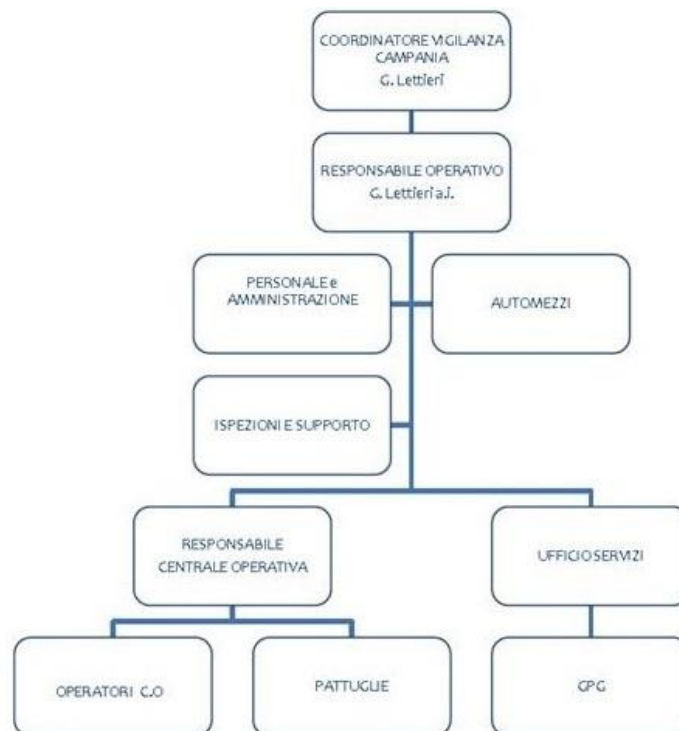 COORDINATORE VIGILANZA
CAMPANIA
G. Lettieri
RESPONSABILE OPERATIVO
G. Lettieri a.i.
PERSONALE e
AMMINISTRAZIONE
AUTOMEZZI
ISPEZIONI E SUPPORTO
RESPONSABILE
CENTRALE OPERATIVA
UFFICIO SERVIZI
OPERATORI C.O
PATTUGLIE
GPG